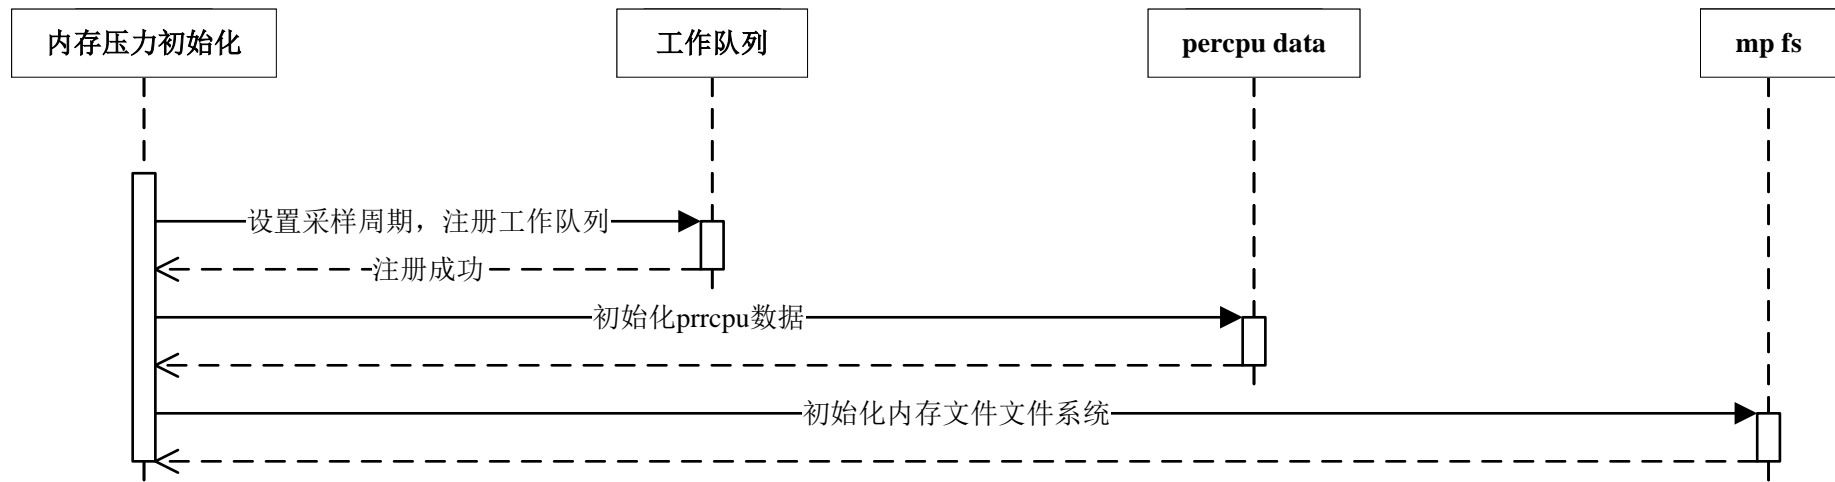 内存压力初始化
工作队列
percpu data
mp fs
设置采样周期，注册工作队列
注册成功
初始化prrcpu数据
初始化内存文件文件系统